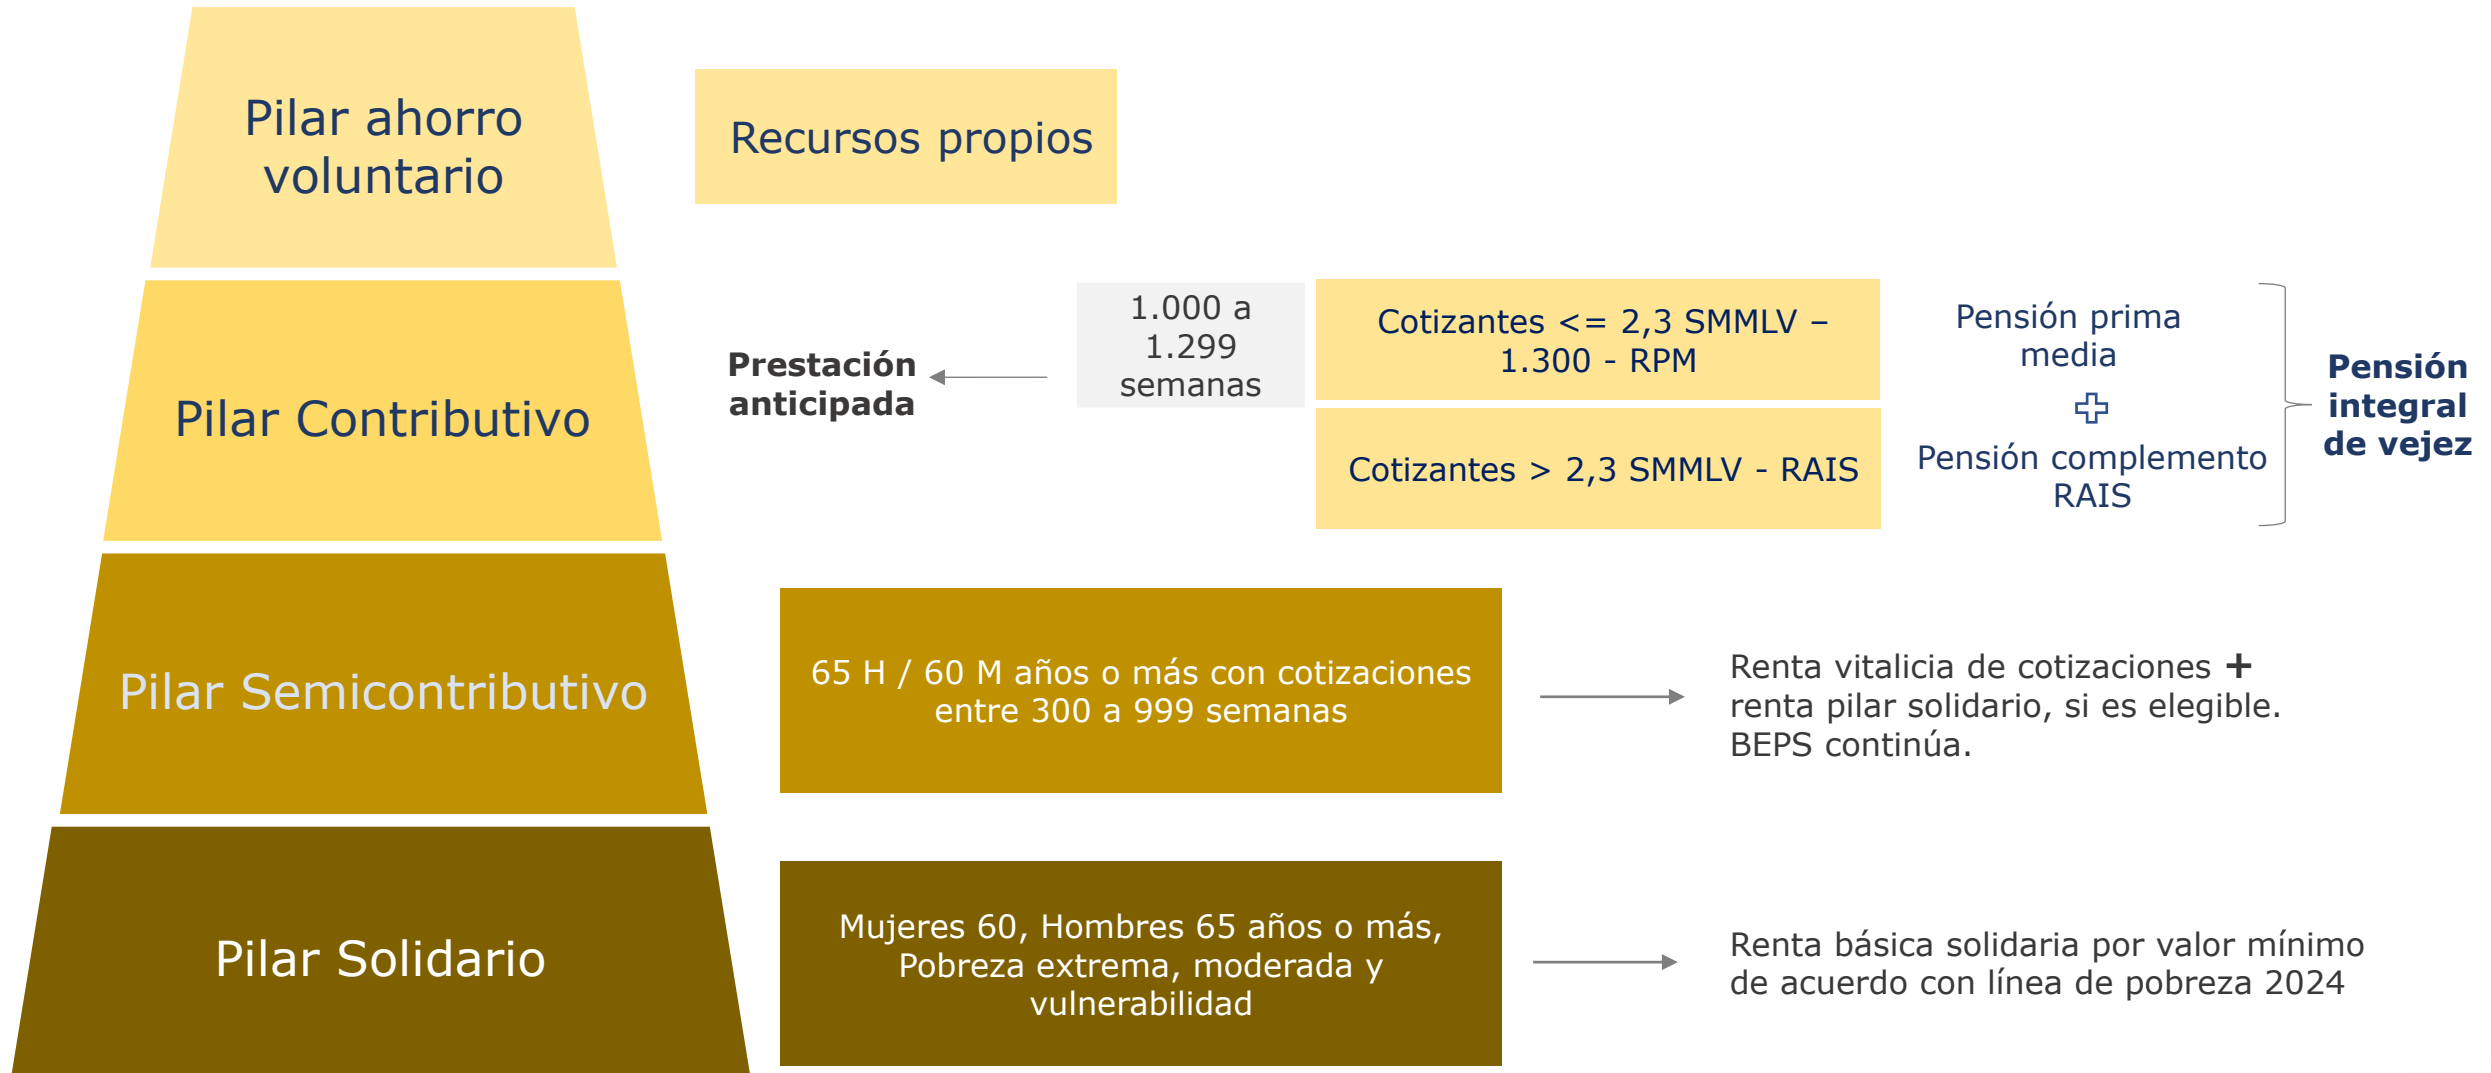 Pilar ahorro
voluntario
Recursos propios
Pilar Contributivo
Prestación
anticipada
1.000 a
1.299
semanas
Cotizantes <= 2,3 SMMLV –
1.300 - RPM
Cotizantes > 2,3 SMMLV - RAIS
Pensión prima
media
Pensión complemento
RAIS
Pensión
integral
de vejez
Pilar Semicontributivo
65 H / 60 M años o más con cotizaciones
entre 300 a 999 semanas
Renta vitalicia de cotizaciones +
renta pilar solidario, si es elegible.
BEPS continúa.
Pilar Solidario
Mujeres 60, Hombres 65 años o más,
Pobreza extrema, moderada y
vulnerabilidad
Renta básica solidaria por valor mínimo
de acuerdo con línea de pobreza 2024